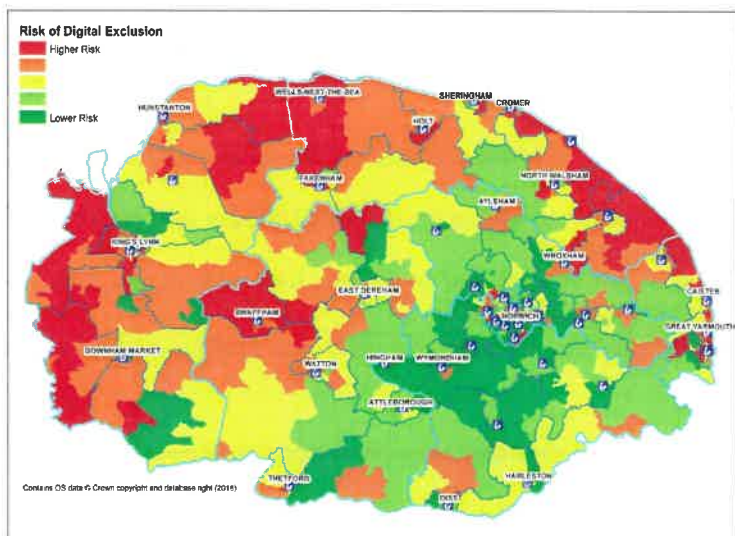 Risk of Digital Exclusion
Higher Risk
Lower Risk
WELLS-NEXT-THE-SEA
SHERINGHAM
CROMER
HUNSTANTON
HOLT
NORTH WALSHAM
FAKENHAM
AYLSHAM
KING'S LYNN
WROXHAM
EAST DEREHAM
CAISTER
SWAFFHAM
NORWICH
GREAT YARMOUTH
DOWNHAM MARKET
HINGHAM
WYMONDHAM
WATTON
ATTLEBOROUGH
THETFORD
HARLESTON
DISS
Contains OS data © Crown copyright and database right (2016)